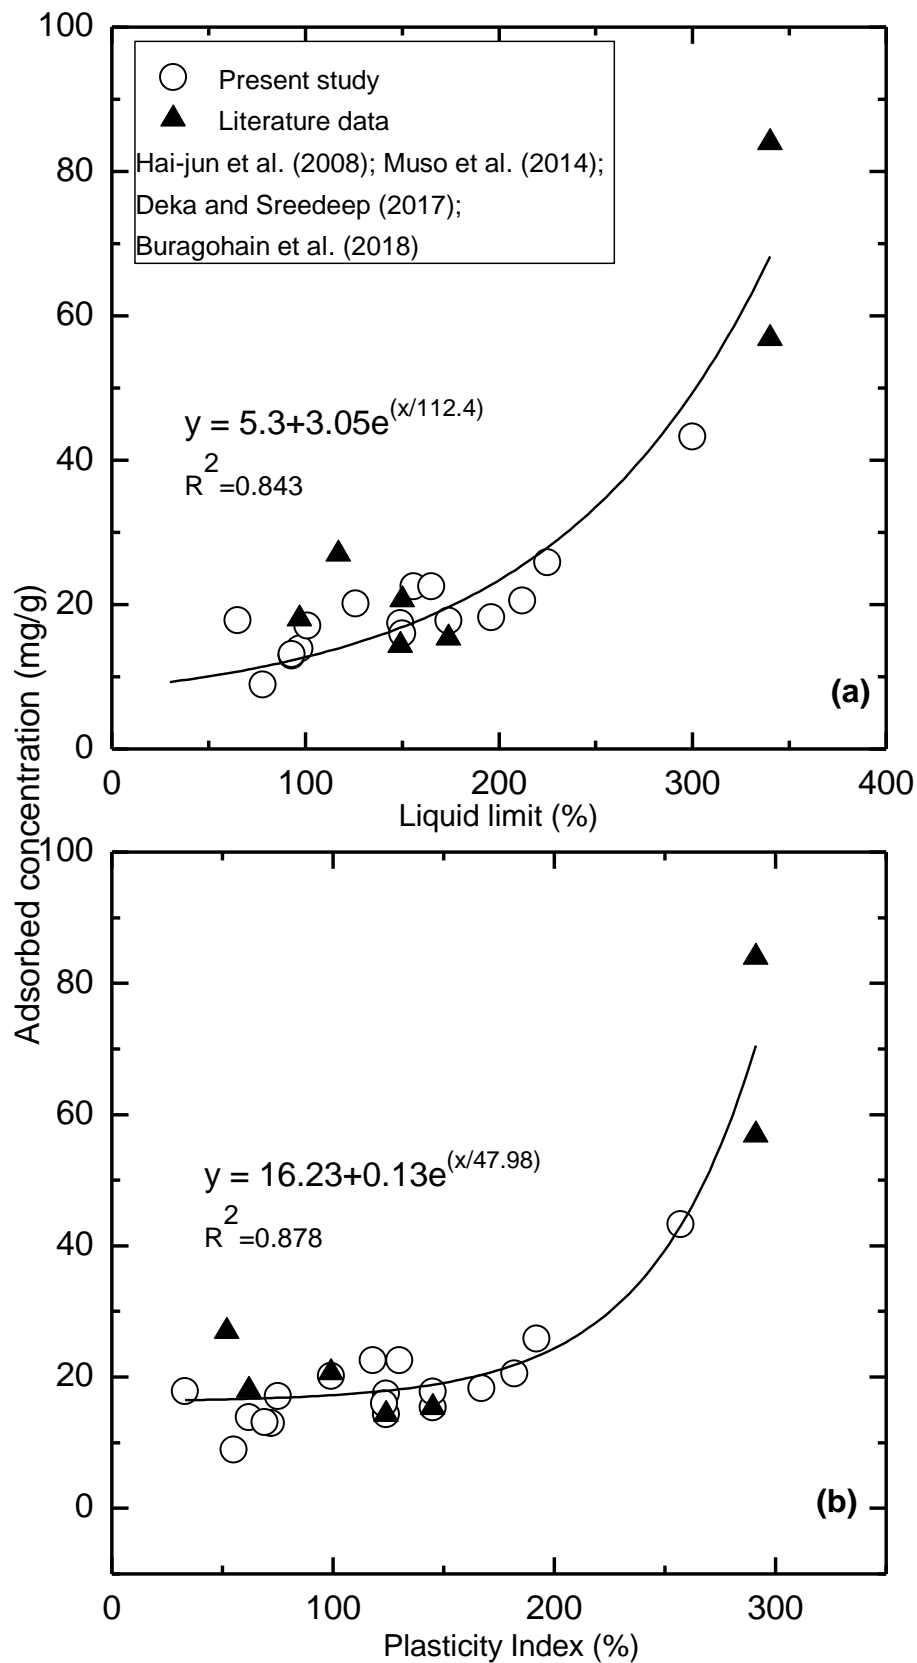 100
80
60
40
20
0
Present study
Literature data
Hai-jun et al. (2008); Muso et al. (2014);
Deka and Sreedeep (2017);
Buragohain et al. (2018)
y = 5.3+3.05e^(x/112.4)
R^2=0.843
(a)
0 100 200 300 400
Liquid limit (%)
Adsorbed concentration (mg/g)
100
80
60
40
20
0
y = 16.23+0.13e^(x/47.98)
R^2=0.878
(b)
0 100 200 300
Plasticity Index (%)